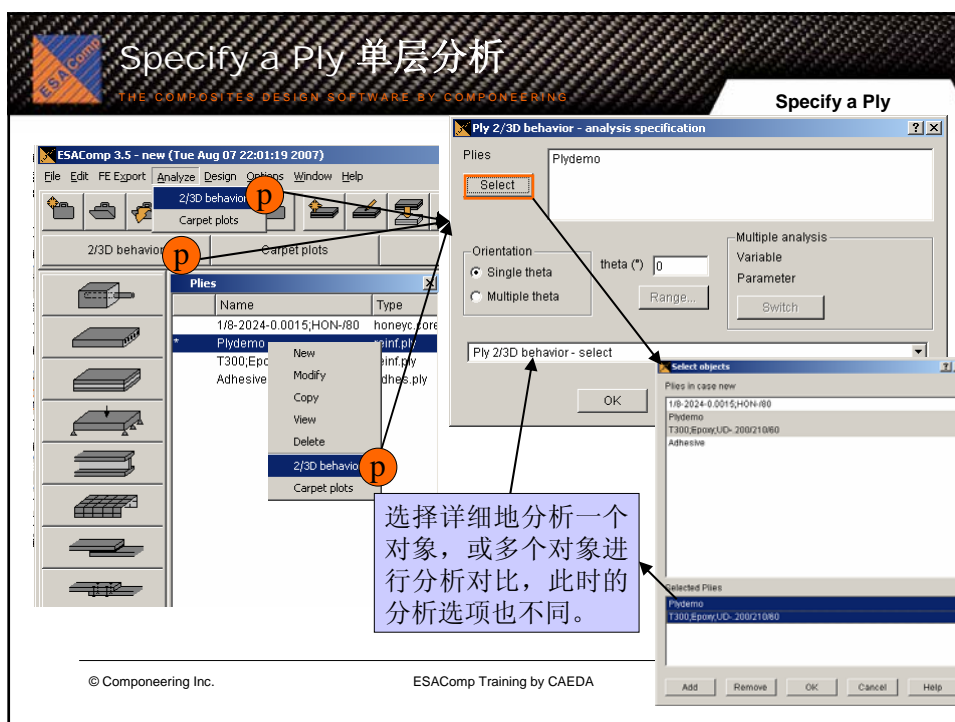 ESAComp
Specify a Ply 单层分析
THE COMPOSITES DESIGN SOFTWARE BY COMPONEERING
Specify a Ply
ESAComp 3.5 - new (Tue Aug 07 22:01:19 2007)
File Edit FE Export Analyze Design Options Window Help
2/3D behavior
p
Carpet plots
2/3D behavior
p
Carpet plots
Plies
Name Type
1/8-2024-0.0015;HON-/80 honeyc.core
* Plydemo reinf.ply
T300;Epo einf.ply
Adhesive dhes.ply
New
Modify
Copy
View
Delete
2/3D behavio
p
Carpet plots
Ply 2/3D behavior - analysis specification
Plies
Plydemo
Select
Orientation
Single theta
Multiple theta
theta (°) 0
Range...
Multiple analysis
Variable
Parameter
Switch
Ply 2/3D behavior - select
OK
Select objects
Plies in case new
1/8-2024-0.0015;HON-/80
Plydemo
T300;Epoxy;UD-.200/210/60
Adhesive
Selected Plies
Plydemo
T300;Epoxy;UD-.200/210/60
Add Remove OK Cancel Help
选择详细地分析一个
对象，或多个对象进
行分析对比，此时的
分析选项也不同。
© Componeering Inc.
ESAComp Training by CAEDA